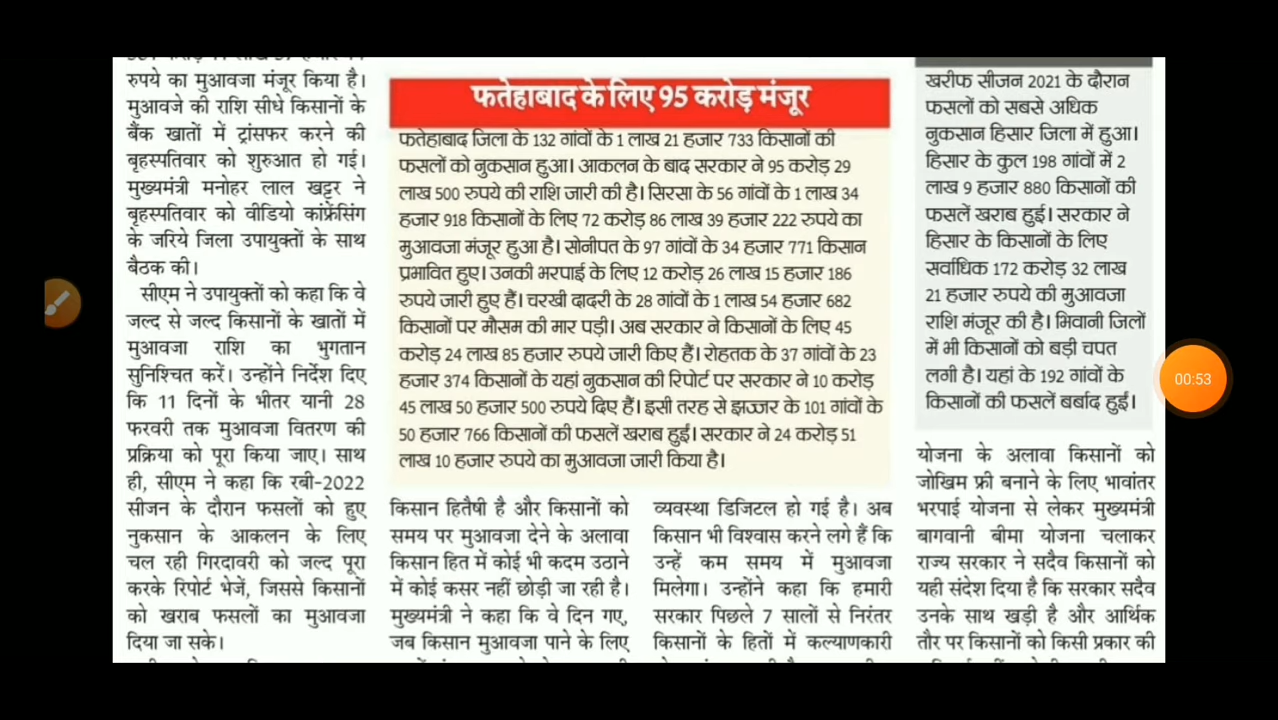 रुपये का मुआवजा मंजूर किया है।
मुआवजे की राशि सीधे किसानों के
बैंक खातों में ट्रांसफर करने की
बृहस्पतिवार को शुरुआत हो गई।
मुख्यमंत्री मनोहर लाल खट्टर ने
बृहस्पतिवार को वीडियो कांफ्रेंसिंग
के जरिये जिला उपायुक्तों के साथ
बैठक की।
सीएम ने उपायुक्तों को कहा कि वे
जल्द से जल्द किसानों के खातों में
मुआवजा राशि का भुगतान
सुनिश्चित करें। उन्होंने निर्देश दिए
कि 11 दिनों के भीतर यानी 28
फरवरी तक मुआवजा वितरण की
प्रक्रिया को पूरा किया जाए। साथ
ही, सीएम ने कहा कि रबी-2022
सीजन के दौरान फसलों को हुए
नुकसान के आकलन के लिए
चल रही गिरदावरी को जल्द पूरा
करके रिपोर्ट भेजें, जिससे किसानों
को खराब फसलों का मुआवजा
दिया जा सके।
फतेहाबाद के लिए 95 करोड़ मंजूर
फतेहाबाद जिला के 132 गांवों के 1 लाख 21 हजार 733 किसानों की
फसलों को नुकसान हुआ। आकलन के बाद सरकार ने 95 करोड़ 29
लाख 500 रुपये की राशि जारी की है। सिरसा के 56 गांवों के 1 लाख 34
हजार 918 किसानों के लिए 72 करोड़ 86 लाख 39 हजार 222 रुपये का
मुआवजा मंजूर हुआ है। सोनीपत के 97 गांवों के 34 हजार 771 किसान
प्रभावित हुए। उनकी भरपाई के लिए 12 करोड़ 26 लाख 15 हजार 186
रुपये जारी हुए हैं। चरखी दादरी के 28 गांवों के 1 लाख 54 हजार 682
किसानों पर मौसम की मार पड़ी। अब सरकार ने किसानों के लिए 45
करोड़ 24 लाख 85 हजार रुपये जारी किए हैं। रोहतक के 37 गांवों के 23
हजार 374 किसानों के यहां नुकसान की रिपोर्ट पर सरकार ने 10 करोड़
45 लाख 50 हजार 500 रुपये दिए हैं। इसी तरह से झज्जर के 101 गांवों के
50 हजार 766 किसानों की फसलें खराब हुईं। सरकार ने 24 करोड़ 51
लाख 10 हजार रुपये का मुआवजा जारी किया है।
किसान हितैषी है और किसानों को
समय पर मुआवजा देने के अलावा
किसान हित में कोई भी कदम उठाने
में कोई कसर नहीं छोड़ी जा रही है।
मुख्यमंत्री ने कहा कि वे दिन गए,
जब किसान मुआवजा पाने के लिए
व्यवस्था डिजिटल हो गई है। अब
किसान भी विश्वास करने लगे हैं कि
उन्हें कम समय में मुआवजा
मिलेगा। उन्होंने कहा कि हमारी
सरकार पिछले 7 सालों से निरंतर
किसानों के हितों में कल्याणकारी
खरीफ सीजन 2021 के दौरान
फसलों को सबसे अधिक
नुकसान हिसार जिला में हुआ।
हिसार के कुल 198 गांवों में 2
लाख 9 हजार 880 किसानों की
फसलें खराब हुई। सरकार ने
हिसार के किसानों के लिए
सर्वाधिक 172 करोड़ 32 लाख
21 हजार रुपये की मुआवजा
राशि मंजूर की है। भिवानी जिलों
में भी किसानों को बड़ी चपत
लगी है। यहां के 192 गांवों के
किसानों की फसलें बर्बाद हुईं।
योजना के अलावा किसानों को
जोखिम फ्री बनाने के लिए भावांतर
भरपाई योजना से लेकर मुख्यमंत्री
बागवानी बीमा योजना चलाकर
राज्य सरकार ने सदैव किसानों को
यही संदेश दिया है कि सरकार सदैव
उनके साथ खड़ी है और आर्थिक
तौर पर किसानों को किसी प्रकार की
00:53